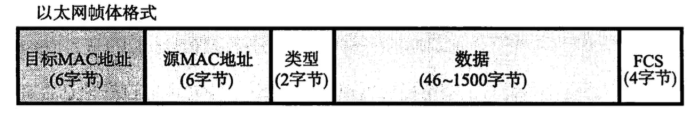 以太网帧体格式
目标MAC地址
(6字节)
源MAC地址
(6字节)
类型
(2字节)
数据
(46~1500字节)
FCS
(4字节)